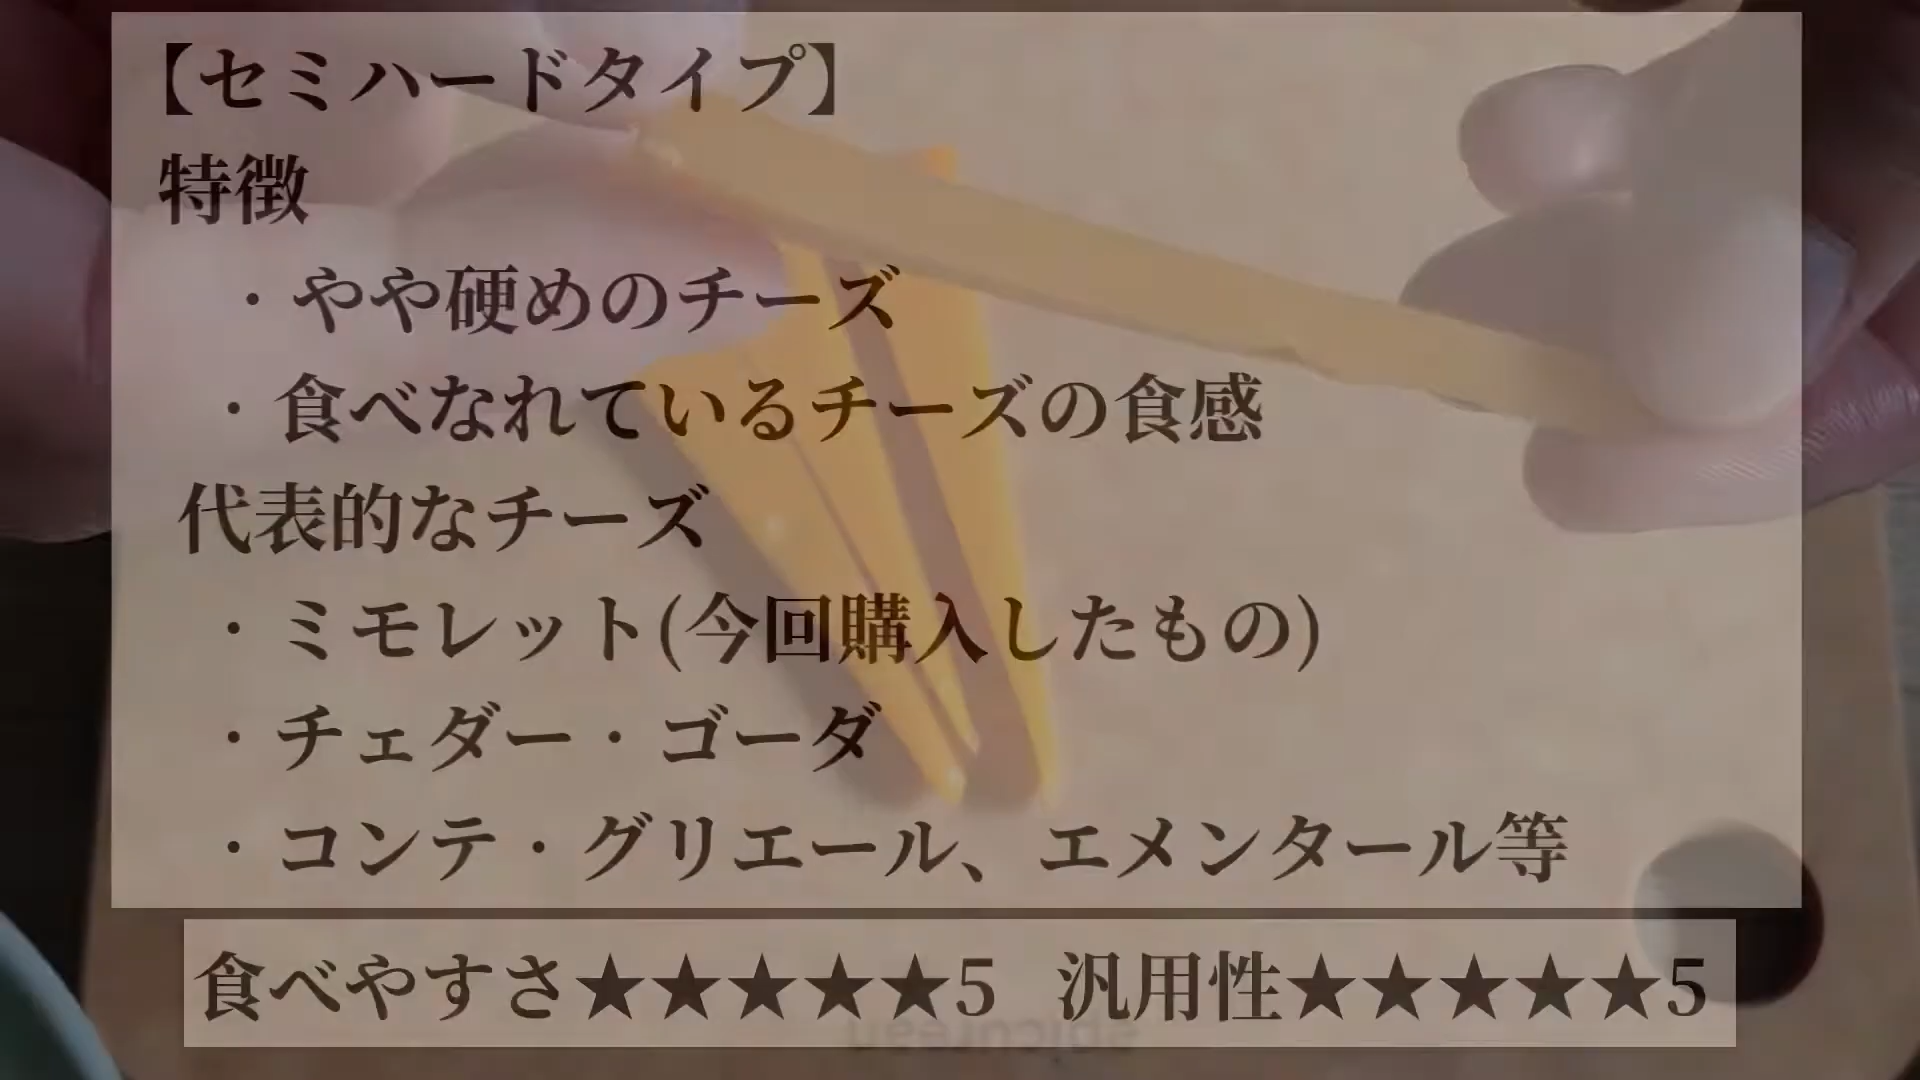 【セミハードタイプ】
特徴
・やや硬めのチーズ
・食べなれているチーズの食感
代表的なチーズ
・ミモレット(今回購入したもの)
・チェダー・ゴーダ
・コンテ・グリエール、エメンタール等
食べやすさ★★★★★5 汎用性★★★★★5
epicurean